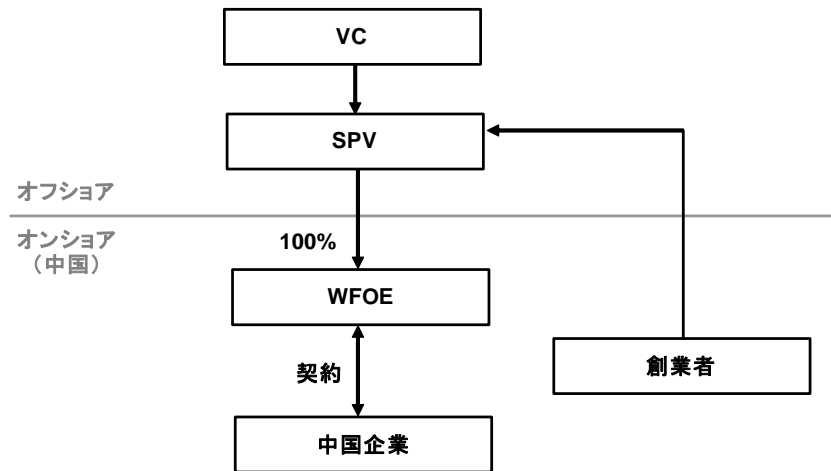 VC
SPV
オフショア
オンショア
（中国）
100%
WFOE
契約
創業者
中国企業